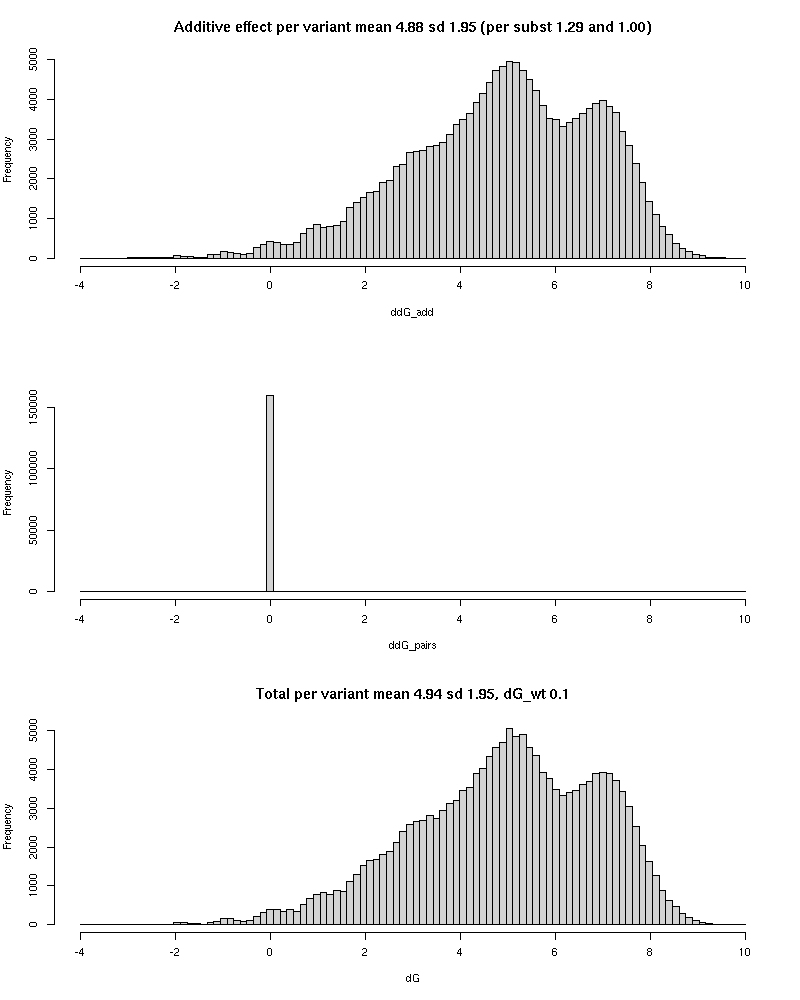 Additive effect per variant mean 4.88 sd 1.95 (per subst 1.29 and 1.00)
Frequency
5000
4000
3000
2000
1000
0
-4 -2 0 2 4 6 8 10
ddG_add
Frequency
150000
100000
50000
0
-4 -2 0 2 4 6 8 10
ddG_pairs
Total per variant mean 4.94 sd 1.95, dG_wt 0.1
Frequency
5000
4000
3000
2000
1000
0
-4 -2 0 2 4 6 8 10
dG